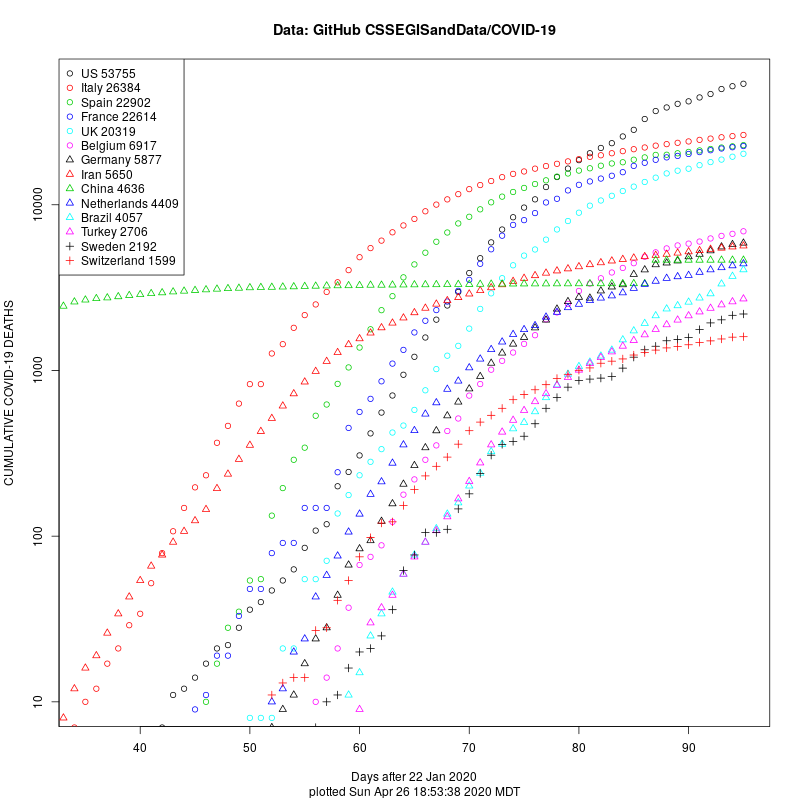 Data: GitHub CSSEGISandData/COVID-19
US 53755
Italy 26384
Spain 22902
France 22614
UK 20319
Belgium 6917
Germany 5877
Iran 5650
China 4636
Netherlands 4409
Brazil 4057
Turkey 2706
Sweden 2192
Switzerland 1599
CUMULATIVE COVID-19 DEATHS
10000
1000
100
10
40 50 60 70 80 90
Days after 22 Jan 2020
plotted Sun Apr 26 18:53:38 2020 MDT